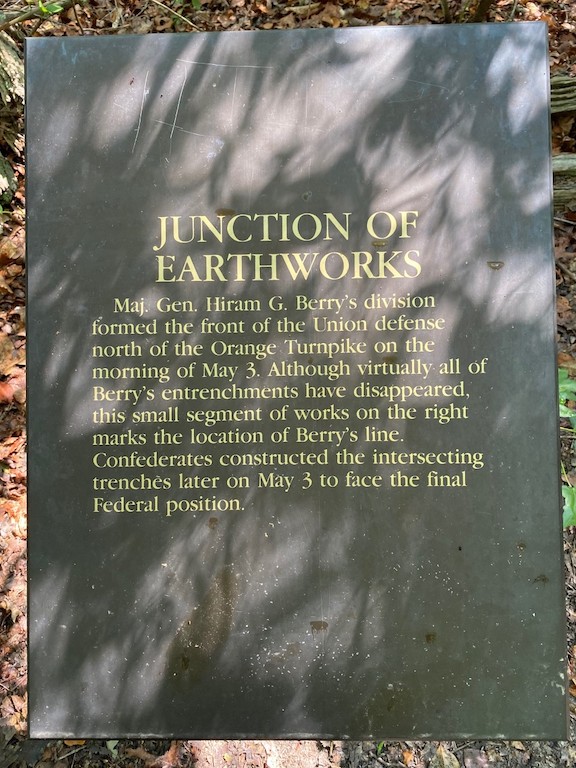 JUNCTION OF
EARTHWORKS
Maj. Gen. Hiram G. Berry's division
formed the front of the Union defense
north of the Orange Turnpike on the
morning of May 3. Although virtually all of
Berry's entrenchments have disappeared,
this small segment of works on the right
marks the location of Berry's line.
Confederates constructed the intersecting
trenches later on May 3 to face the final
Federal position.